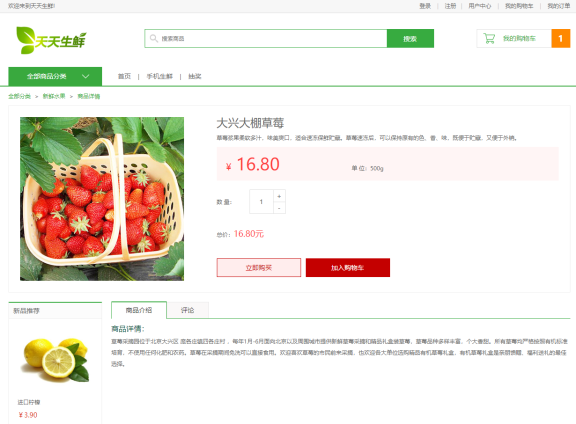 欢迎来到天天生鲜!
登录 | 注册 | 用户中心 | 我的购物车 | 我的订单
天天生鲜
搜索商品
搜索
我的购物车
1
全部商品分类
首页 | 手机生鲜 | 抽奖
全部分类 > 新鲜水果 > 商品详情
大兴大棚草莓
草莓浆果柔软多汁，味美爽口，适合速冻保鲜贮藏。草莓速冻后，可以保持原有的色、香、味，既便于贮藏，又便于外销。
¥ 16.80
单 位：500g
数 量：
1
+
-
总价：16.80元
立即购买
加入购物车
新品推荐
商品介绍
评论
商品详情：
草莓采摘园位于北京大兴区 庞各庄镇四各庄村 ，每年1月-6月面向北京以及周围城市提供新鲜草莓采摘和精品礼盒装草莓，草莓品种多样丰富，个大香甜。所有草莓均严格按照有机标准
培育，不使用任何化肥和农药。草莓在采摘期间免洗可以直接食用。欢迎喜欢草莓的市民前来采摘，也欢迎各大单位选购精品有机草莓礼盒，有机草莓礼盒是亲朋馈赠、福利送礼的最佳
选择。
进口柠檬
¥ 3.90